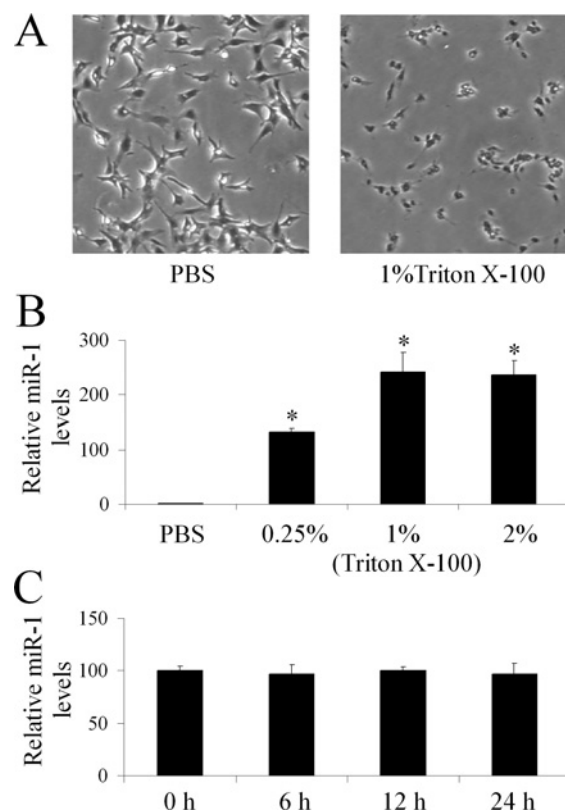 A
PBS
1%Triton X-100
B
Relative miR-1
levels
300
200
100
0
*
*
*
PBS
0.25%
1%
2%
(Triton X-100)
C
Relative miR-1
levels
150
100
50
0
0 h
6 h
12 h
24 h